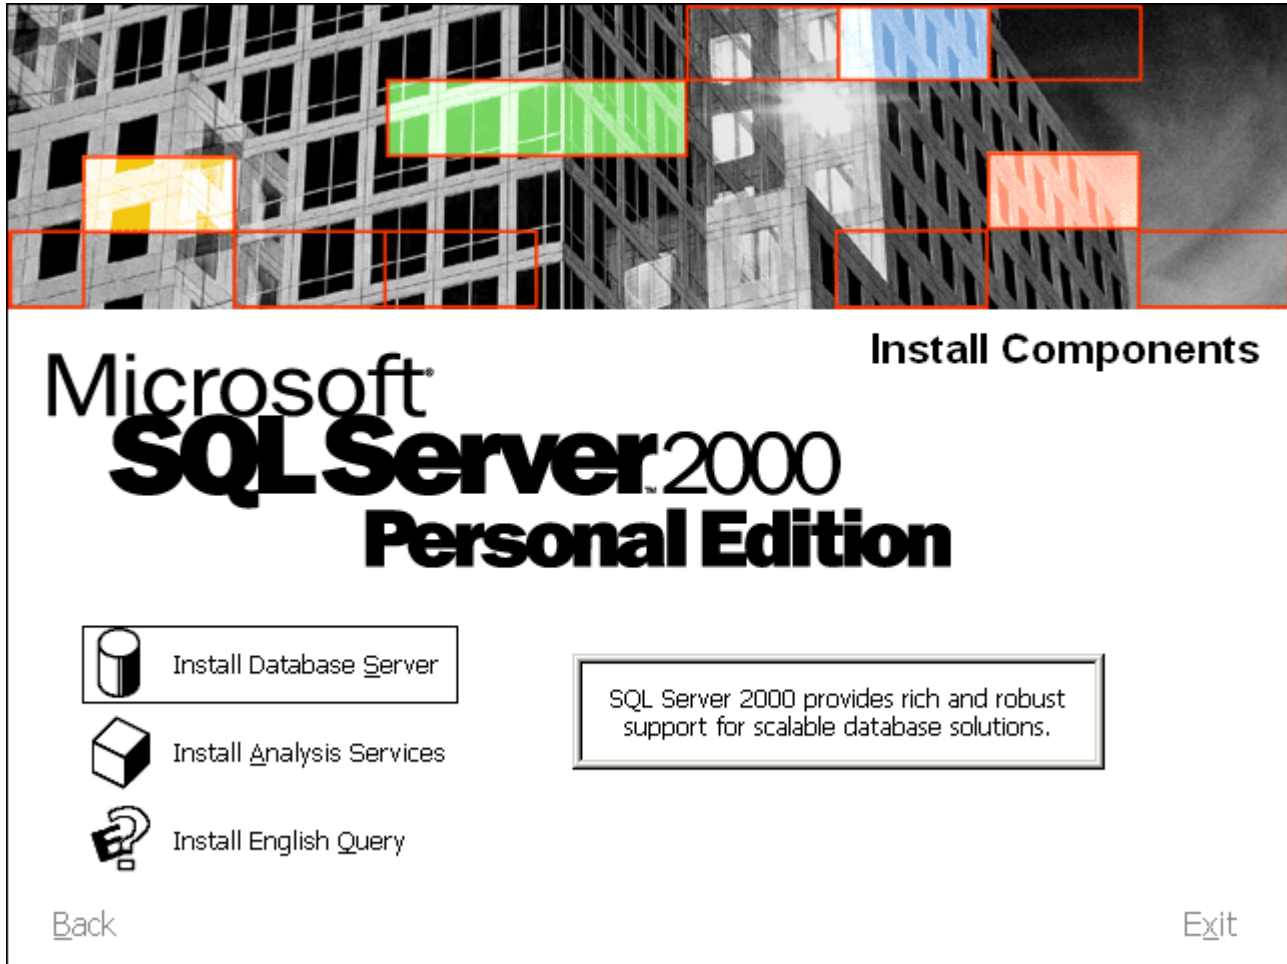 Install Components
Microsoft®
SQL Server™ 2000
Personal Edition
Install Database Server
SQL Server 2000 provides rich and robust
support for scalable database solutions.
Install Analysis Services
Install English Query
Back
Exit